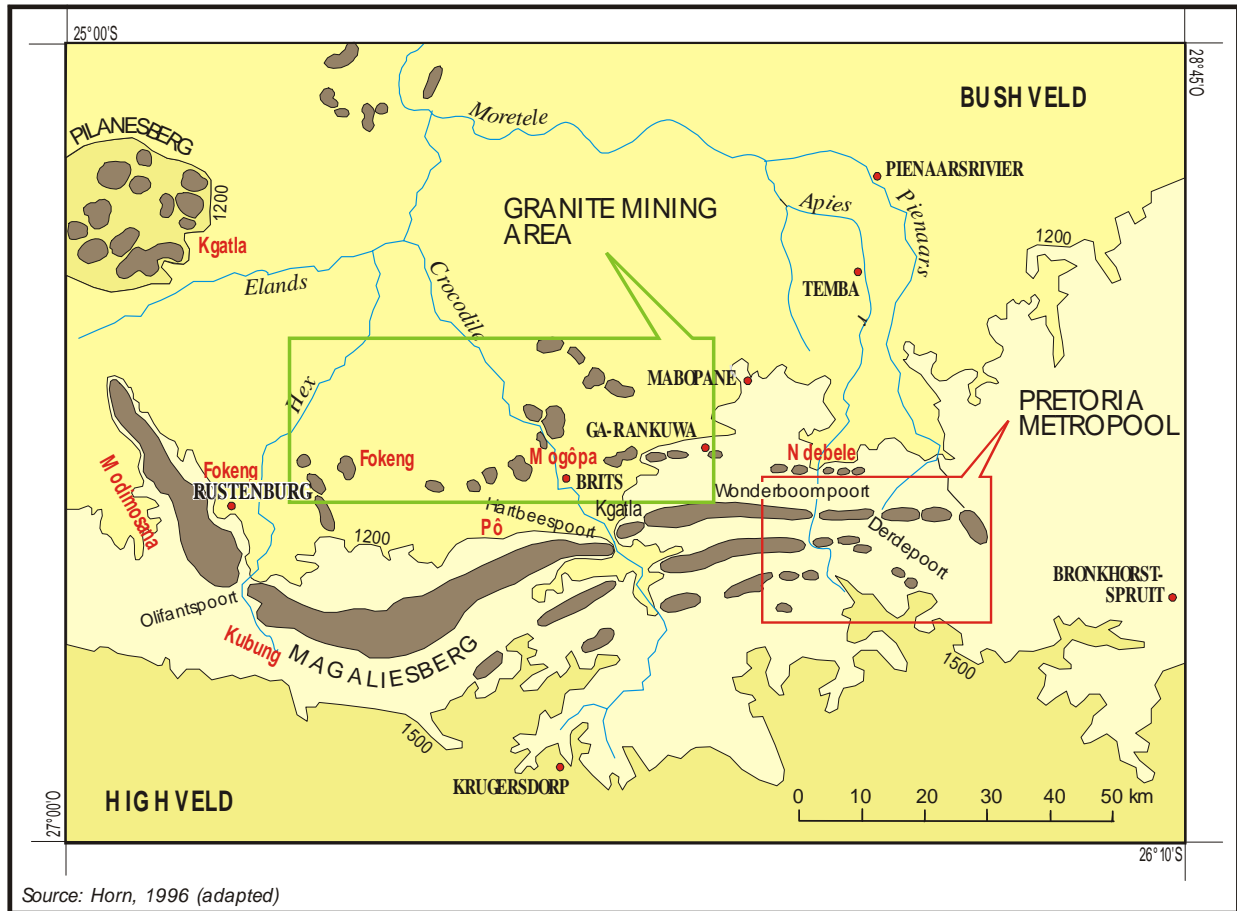 25°00'S
28°45'O
BUSHVELD
Moretele
PILANESBERG
PIENAARSRIVIER
1200
GRANITE MINING
AREA
Apies
Pienaars
Kgatla
1200
Elands
Crocodile
TEMBA
r.
Hex
MABOPANE
PRETORIA
METROPOOL
GA-RANKUWA
Modimosana
Fokeng
RUSTENBURG
Fokeng
Mogôpa
BRITS
Ndebele
Wonderboompoort
Hartbeespoort
Kgatla
Pô
1200
Derdepoort
BRONKHORST-
SPRUIT
Olifantspoort
Kubung
MAGALIESBERG
1500
1500
KRUGERSDORP
HIGHVELD
0 10 20 30 40 50 km
27°00'O
26°10'S
Source: Horn, 1996 (adapted)